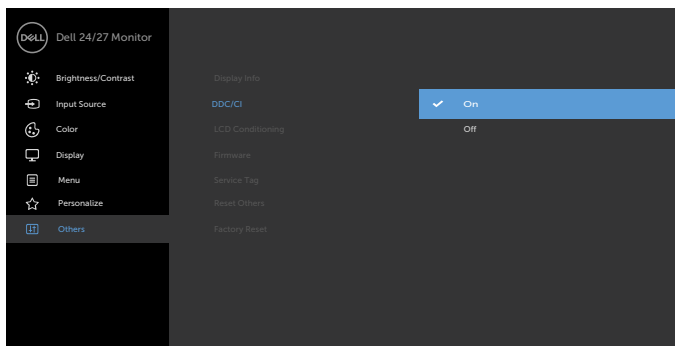 DELL Dell 24/27 Monitor
Brightness/Contrast Display Info
Input Source DDC/CI On
Color LCD Conditioning Off
Display Firmware
Menu Service Tag
Personalize Reset Others
Others Factory Reset